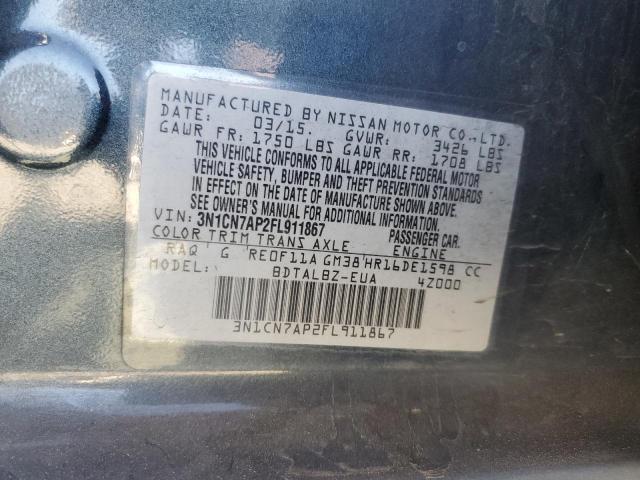 MANUFACTURED BY NISSAN MOTOR CO., LTD.
DATE: 03/15. GVWR: 3426 LBS
GAWR FR: 1750 LBS GAWR RR: 1708 LBS
THIS VEHICLE CONFORMS TO ALL APPLICABLE FEDERAL MOTOR
VEHICLE SAFETY, BUMPER AND THEFT PREVENTION STANDARDS
IN EFFECT ON THE DATE OF MANUFACTURE SHOWN ABOVE.
SEE OWNER'S MANUAL FOR ADDITIONAL INFORMATION.
VIN: 3N1CN7AP2FL911867 PASSENGER CAR.
COLOR TRIM TRANS AXLE ENGINE
RAQ ' G ' RE0F11A GM38'HR16DE1598 CC
MODEL: BDTALBZ-EUA 4Z000
3N1CN7AP2FL911867